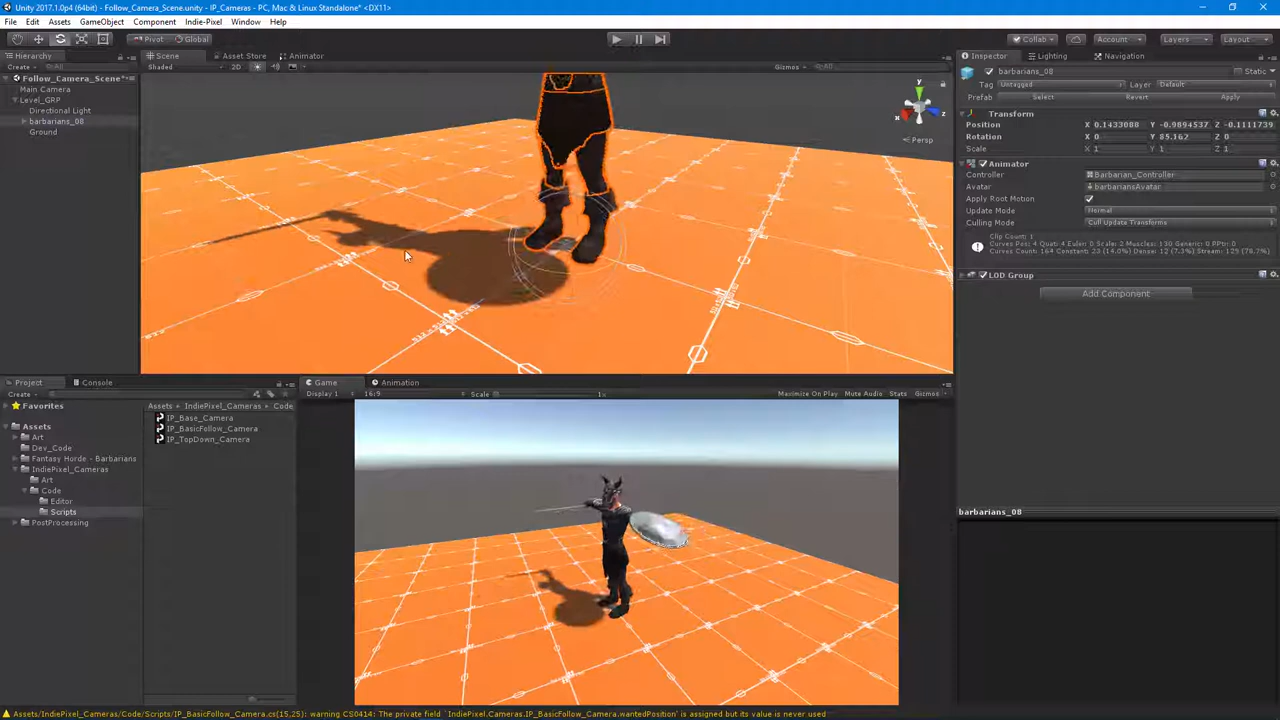 Unity 2017.1.0p4 (64bit) - Follow_Camera_Scene.unity - IP_Cameras - PC, Mac & Linux Standalone* <DX11>
File Edit Assets GameObject Component Indie-Pixel Window Help
Pivot Global Collab Account Layers Layout
Hierarchy Scene Asset Store Animator Inspector Lighting Navigation
Create All Shaded 2D Gizmos All barbarians_08 Static
Follow_Camera_Scene* Tag Untagged Layer Default
Main Camera Prefab Select Revert Apply
Level_GRP Transform
Directional Light Position X 0.1433088 Y -0.9894537 Z -0.1111739
barbarians_08 Rotation X 0 Y 85.162 Z 0
Ground Scale X 1 Y 1 Z 1
y x z
Persp
Animator
Controller Barbarian_Controller
Avatar barbariansAvatar
Apply Root Motion
Update Mode Normal
Culling Mode Cull Update Transforms
Clip Count: 1
Curves Pos: 4 Quat: 4 Euler: 0 Scale: 2 Muscles: 130 Generic: 0 PPtr: 0
Curves Count: 164 Constant: 23 (14.0%) Dense: 12 (7.3%) Stream: 129 (78.7%)
LOD Group
Add Component
Project Console Game Animation
Create Display 1 16:9 Scale 1x Maximize On Play Mute Audio Stats Gizmos
Favorites Assets IndiePixel_Cameras Code
IP_Base_Camera
Assets IP_BasicFollow_Camera
Art IP_TopDown_Camera
Dev_Code
Fantasy Horde - Barbarians
IndiePixel_Cameras
Art
Code
Editor
Scripts
PostProcessing
barbarians_08
Assets/IndiePixel_Cameras/Code/Scripts/IP_BasicFollow_Camera.cs(15,25): warning CS0414: The private field `IndiePixel.Cameras.IP_BasicFollow_Camera.wantedPosition' is assigned but its value is never used